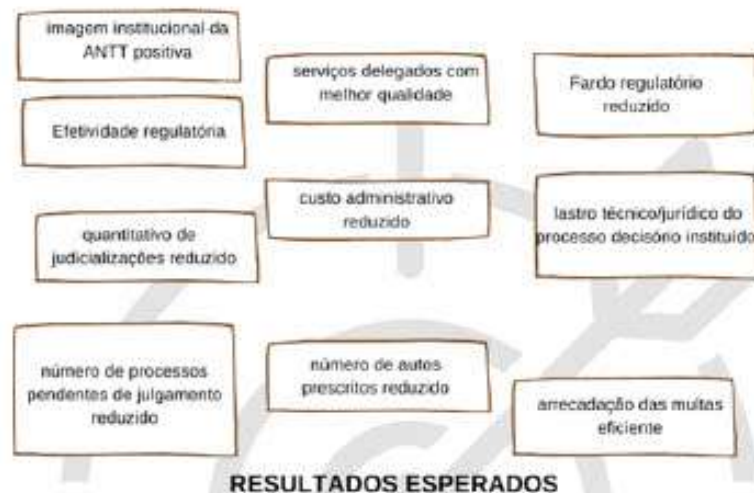 imagem institucional da
ANTT positiva
serviços delegados com
melhor qualidade
Fardo regulatório
reduzido
Efetividade regulatória
custo administrativo
reduzido
lastro técnico/jurídico do
processo decisório instituído
quantitativo de
judicializações reduzido
número de processos
pendentes de julgamento
reduzido
número de autos
prescritos reduzido
arrecadação das multas
eficiente
RESULTADOS ESPERADOS